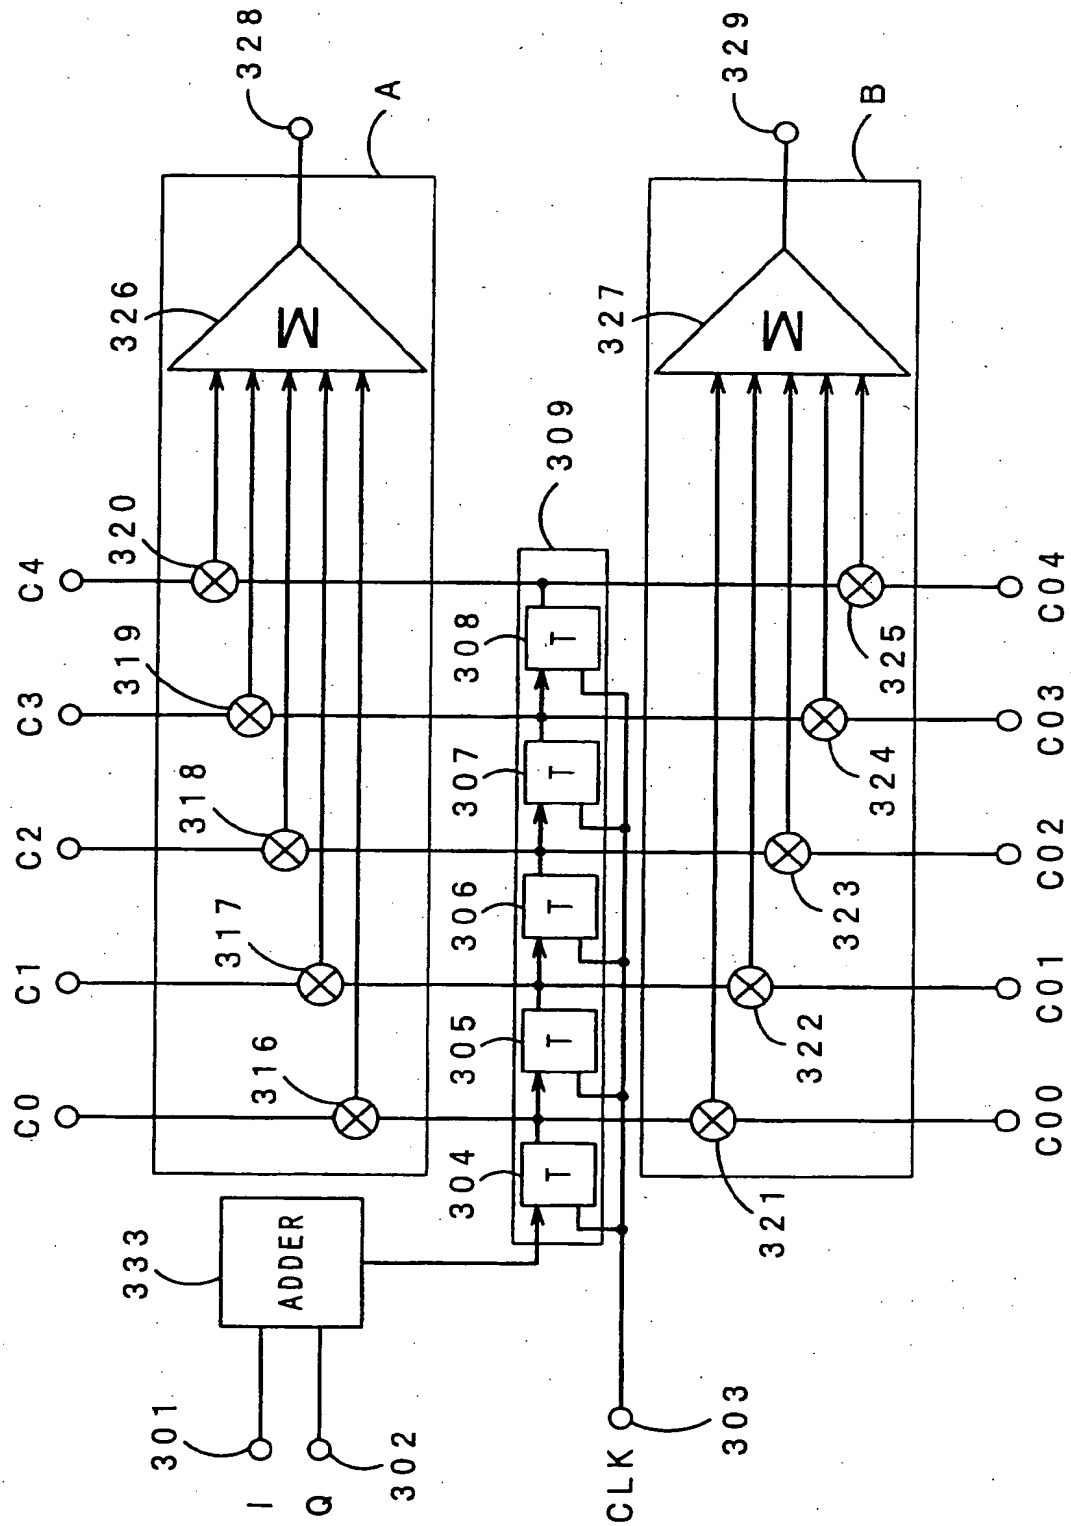 C0 C1 C2 C3 C4
333
320
326
319
301
318
317
328
316
I
ADDER
Σ
Q
A
302
304 305 306 307 308
T T T T T
309
327
CLK
303
329
321
Σ
322
323
B
324
325
C00 C01 C02 C03 C04